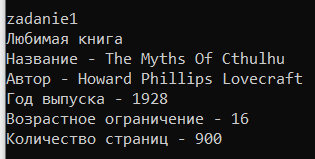 zadanie1
Любимая книга
Название - The Myths Of Cthulhu
Автор - Howard Phillips Lovecraft
Год выпуска - 1928
Возрастное ограничение - 16
Количество страниц - 900